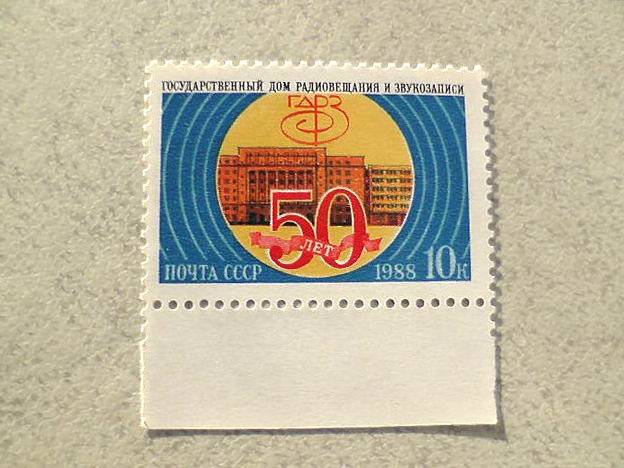 ГОСУДАРСТВЕННЫЙ ДОМ РАДИОВЕЩАНИЯ И ЗВУКОЗАПИСИ
ГДРЗ
50
ЛЕТ
ПОЧТА СССР 1988 10К